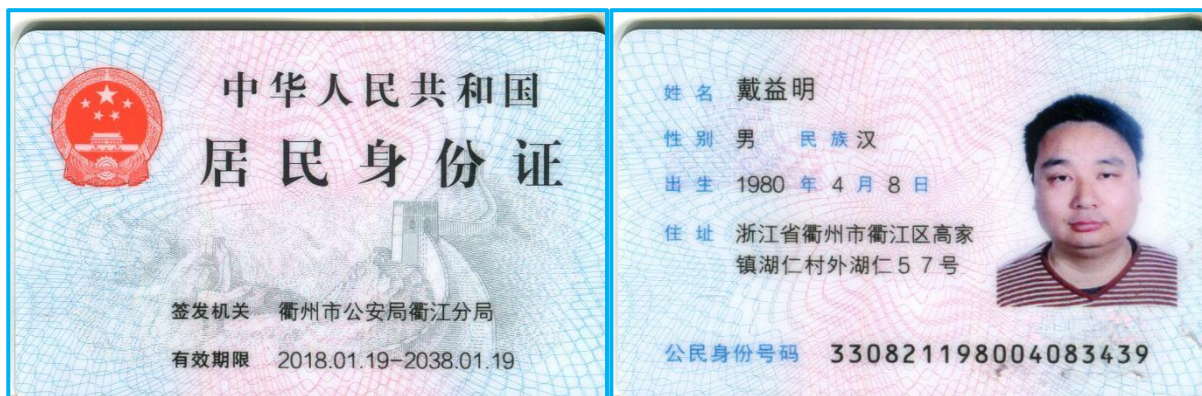 中华人民共和国
居民身份证
签发机关 衢州市公安局衢江分局
有效期限 2018.01.19-2038.01.19
姓名 戴益明
性别 男 民族 汉
出生 1980 年 4 月 8 日
住址 浙江省衢州市衢江区高家
镇湖仁村外湖仁57号
公民身份号码 330821198004083439